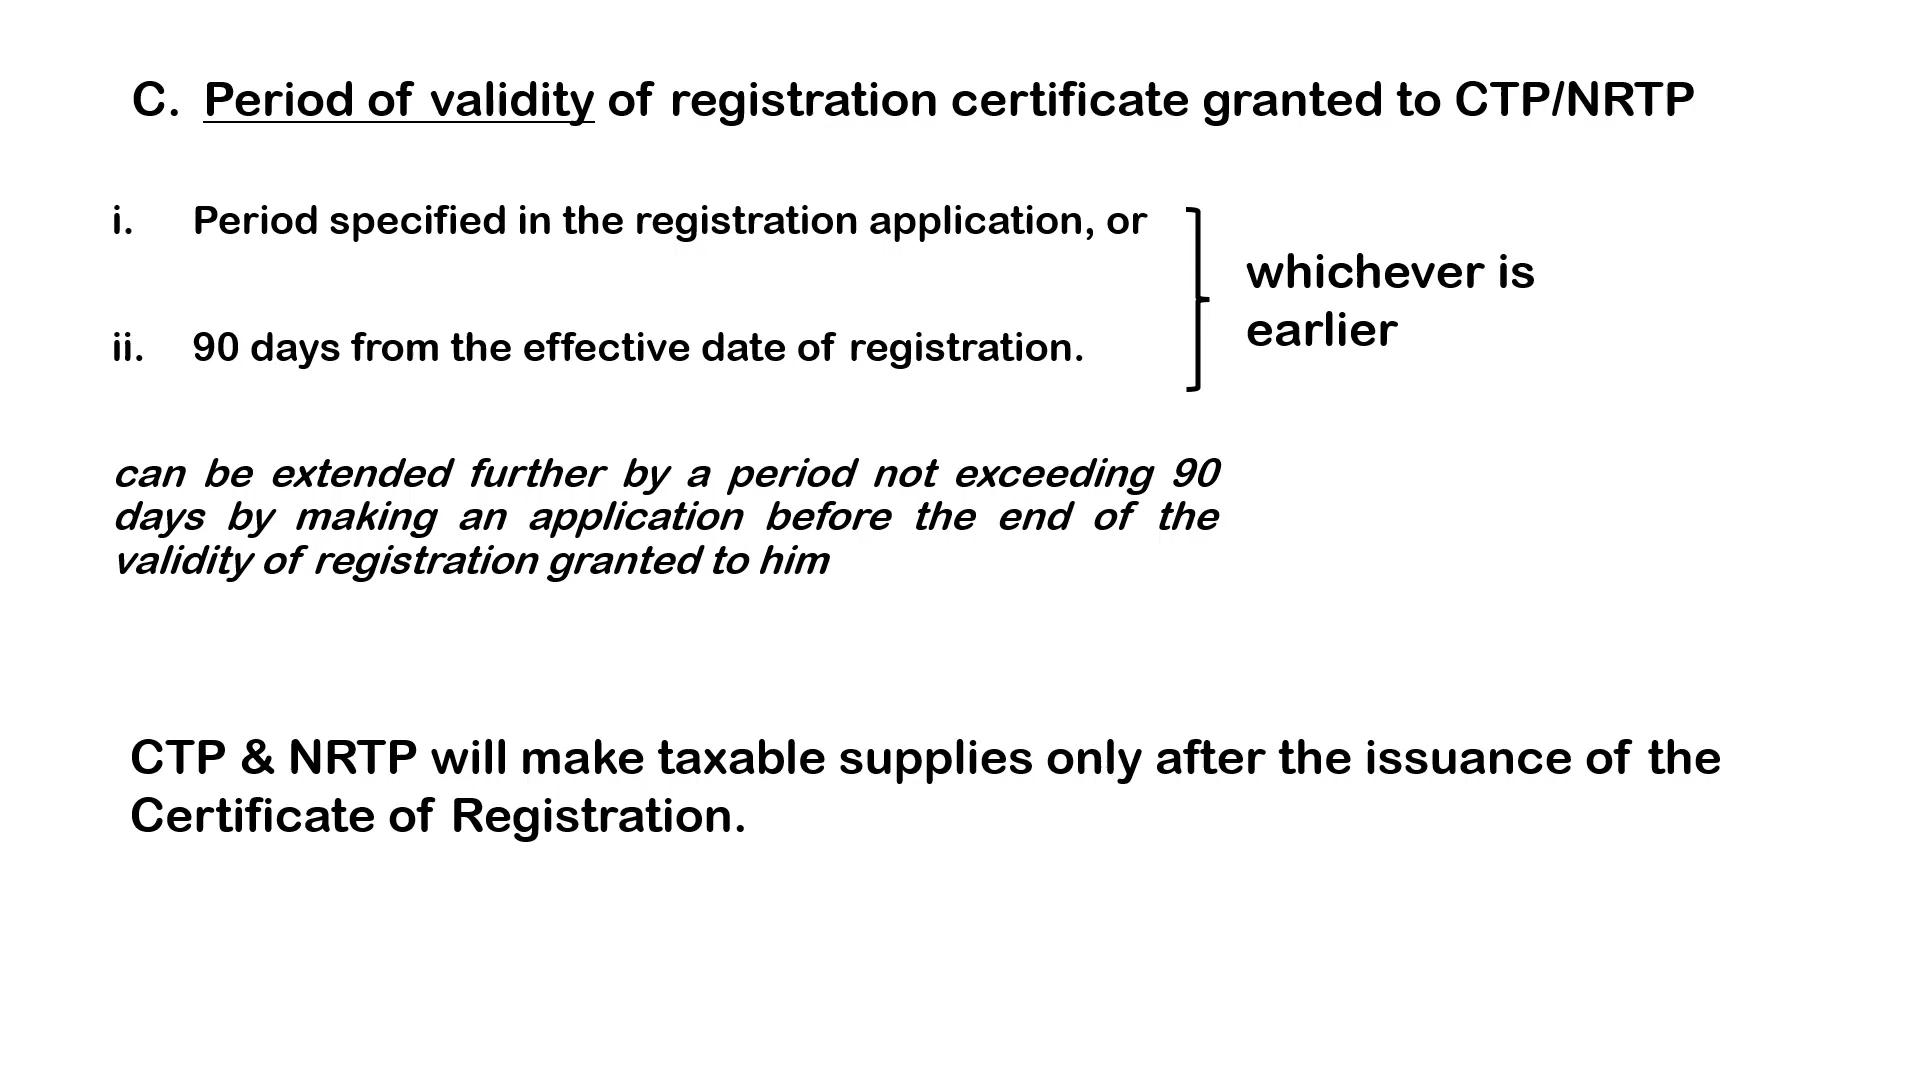 C. Period of validity of registration certificate granted to CTP/NRTP
i. Period specified in the registration application, or
ii. 90 days from the effective date of registration.
whichever is
earlier
can be extended further by a period not exceeding 90
days by making an application before the end of the
validity of registration granted to him
CTP & NRTP will make taxable supplies only after the issuance of the
Certificate of Registration.